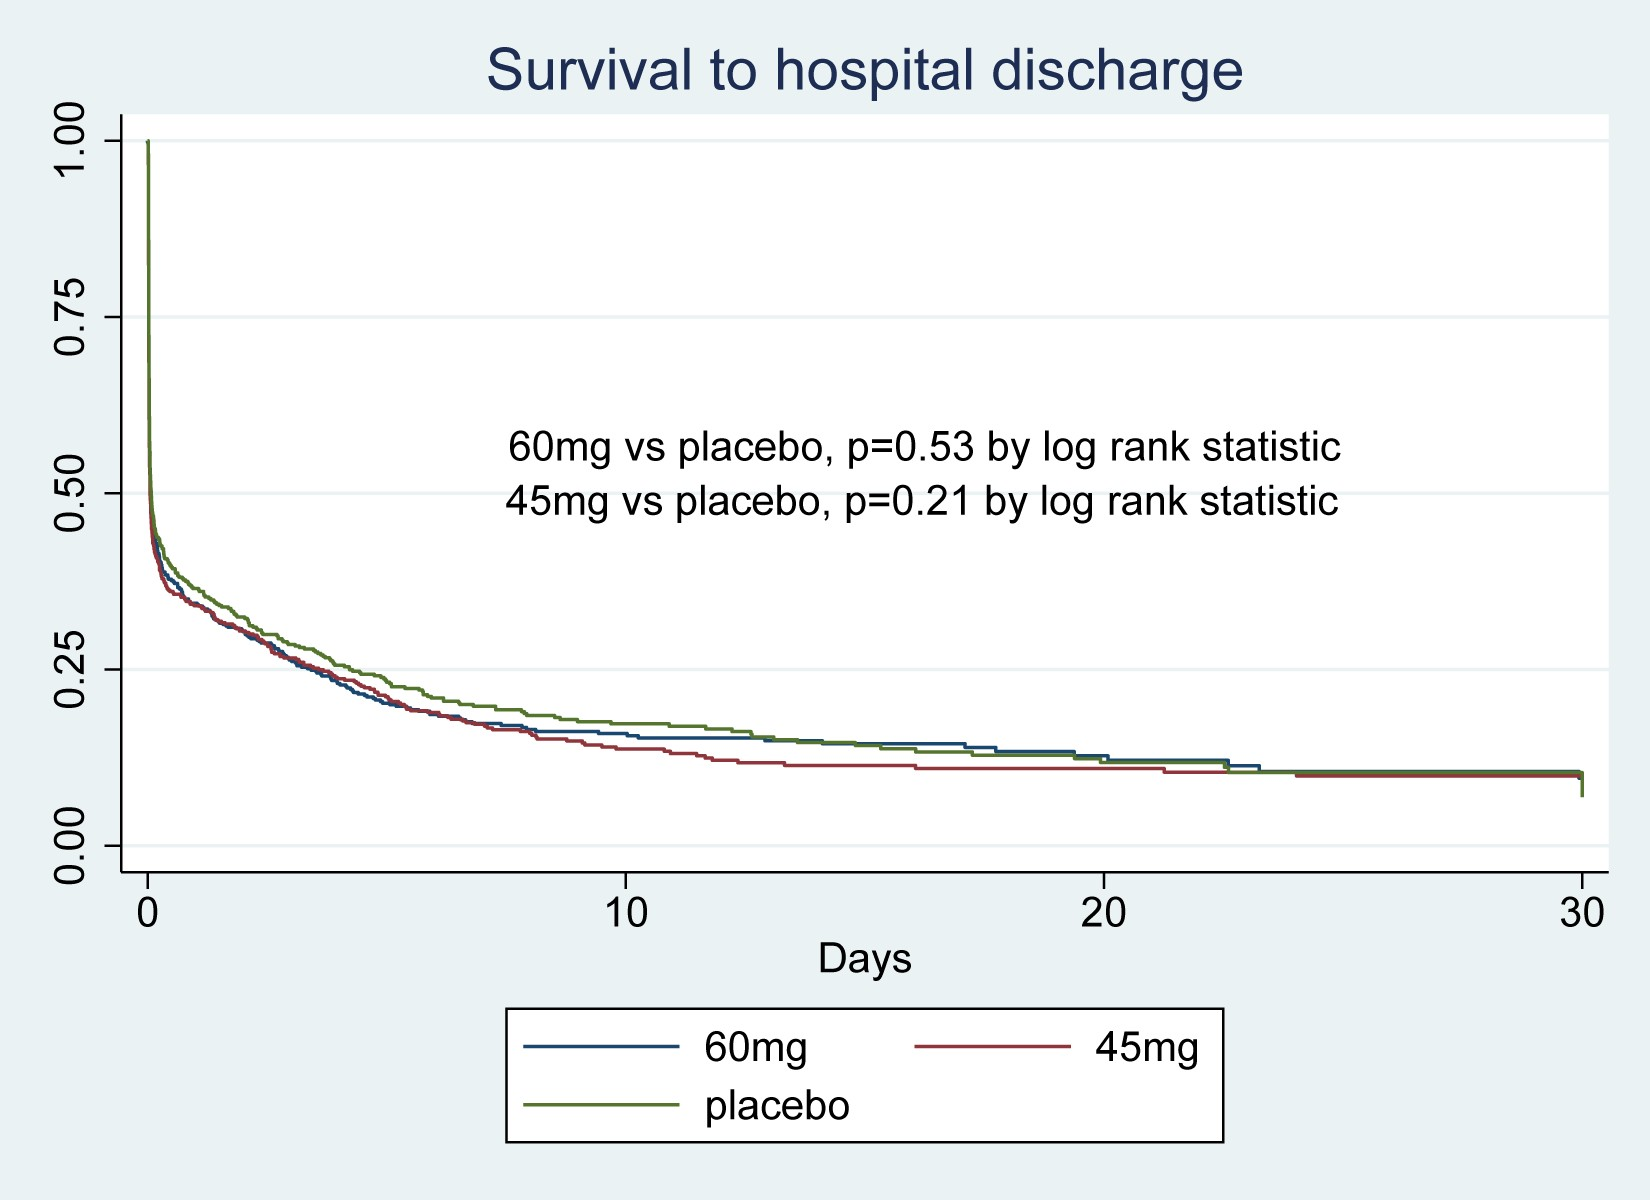 Survival to hospital discharge
1.00
0.75
0.50
0.25
0.00
60mg vs placebo, p=0.53 by log rank statistic
45mg vs placebo, p=0.21 by log rank statistic
0 10 20 30
Days
60mg 45mg
placebo